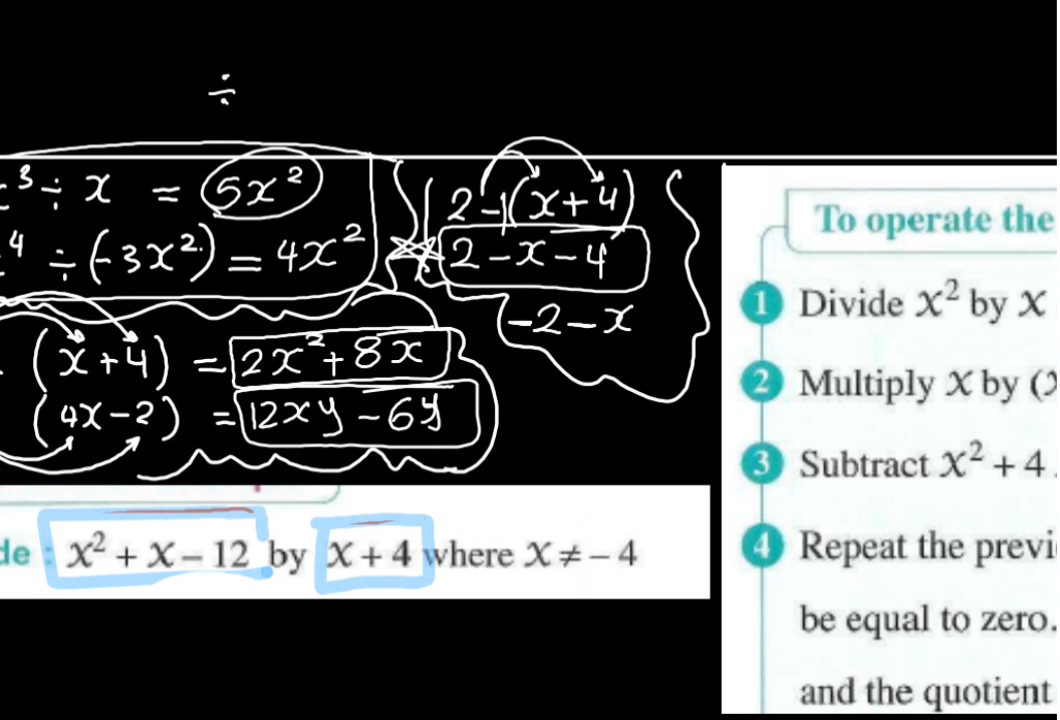 ÷
³ ÷ x = 5x²
⁴ ÷ (-3x²) = 4x²
(x+4) = 2x²+8x
(4x-2) = 12xy-6y
2-1(x+4)
2-x-4
-2-x
de : x² + x - 12 by x + 4 where x ≠ - 4
To operate the
1 Divide x² by x
2 Multiply x by (x
3 Subtract x² + 4
4 Repeat the previ
be equal to zero.
and the quotient